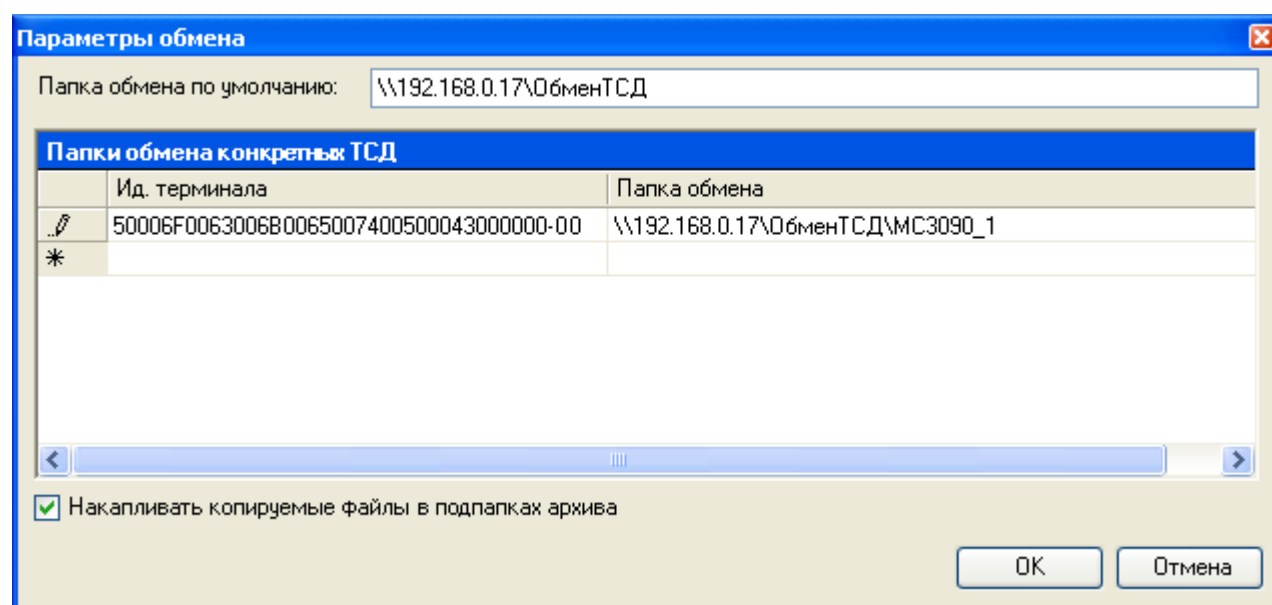 Параметры обмена
Папка обмена по умолчанию: \\192.168.0.17\ОбменТСД
Папки обмена конкретных ТСД
Ид. терминала Папка обмена
50006F0063006B0065007400500043000000-00 \\192.168.0.17\ОбменТСД\MC3090_1
Накапливать копируемые файлы в подпапках архива
OK Отмена